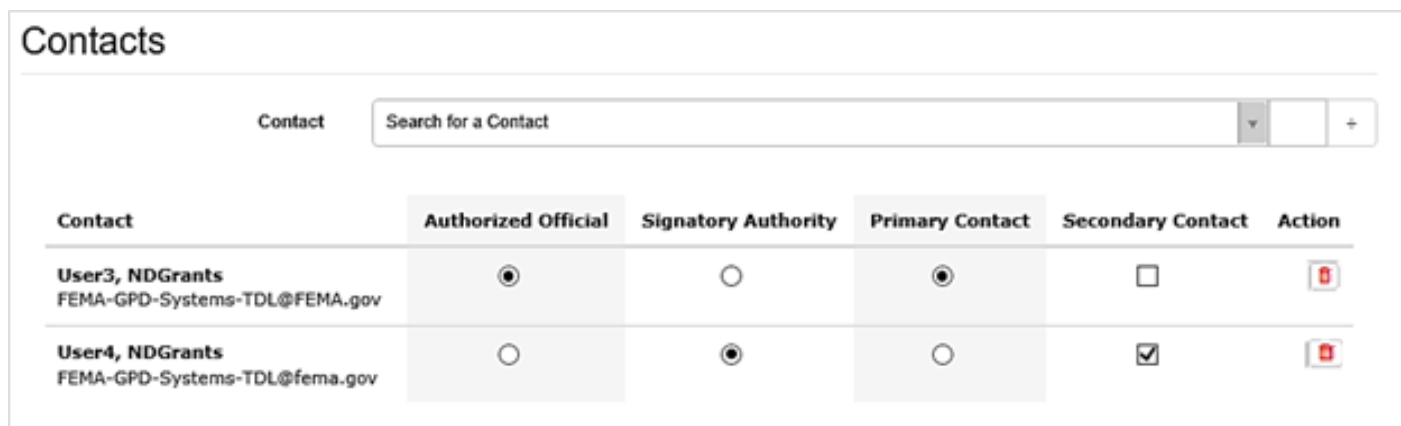 Contacts
Contact Search for a Contact +
Contact Authorized Official Signatory Authority Primary Contact Secondary Contact Action
User3, NDGrants
FEMA-GPD-Systems-TDL@FEMA.gov
User4, NDGrants
FEMA-GPD-Systems-TDL@fema.gov